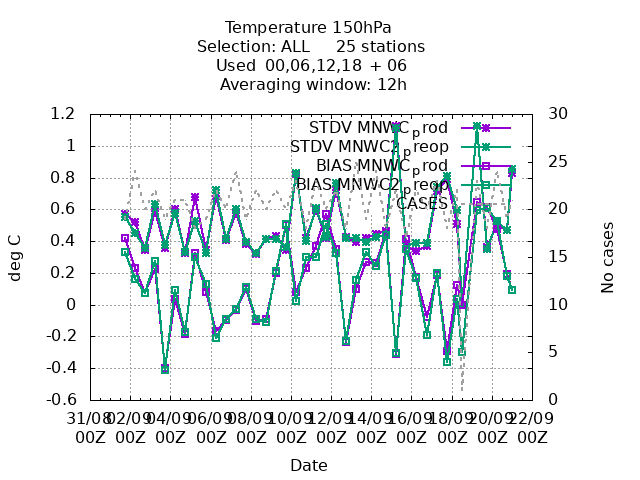 Temperature 150hPa
Selection: ALL 25 stations
Used 00,06,12,18 + 06
Averaging window: 12h
STDV MNWC_prod
STDV MNWC2_preop
BIAS MNWC_prod
BIAS MNWC2_preop
CASES
deg C
1.2
1
0.8
0.6
0.4
0.2
0
-0.2
-0.4
-0.6
No cases
30
25
20
15
10
5
0
31/08 02/09 04/09 06/09 08/09 10/09 12/09 14/09 16/09 18/09 20/09 22/09
00Z 00Z 00Z 00Z 00Z 00Z 00Z 00Z 00Z 00Z 00Z 00Z
Date